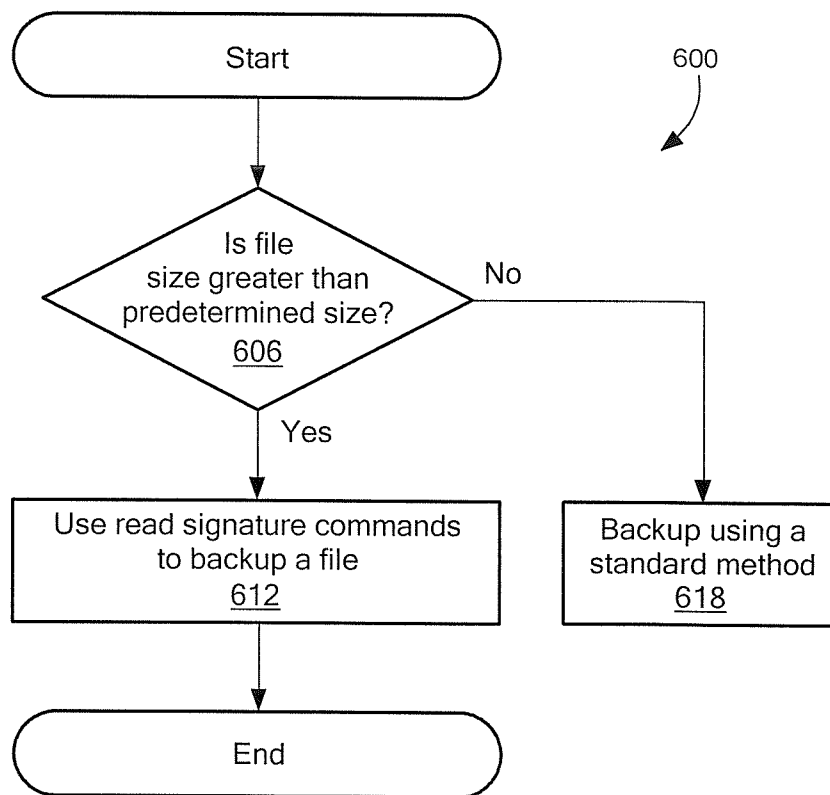 Start
600
Is file
size greater than
predetermined size?
606
No
Yes
Use read signature commands
to backup a file
612
Backup using a
standard method
618
End